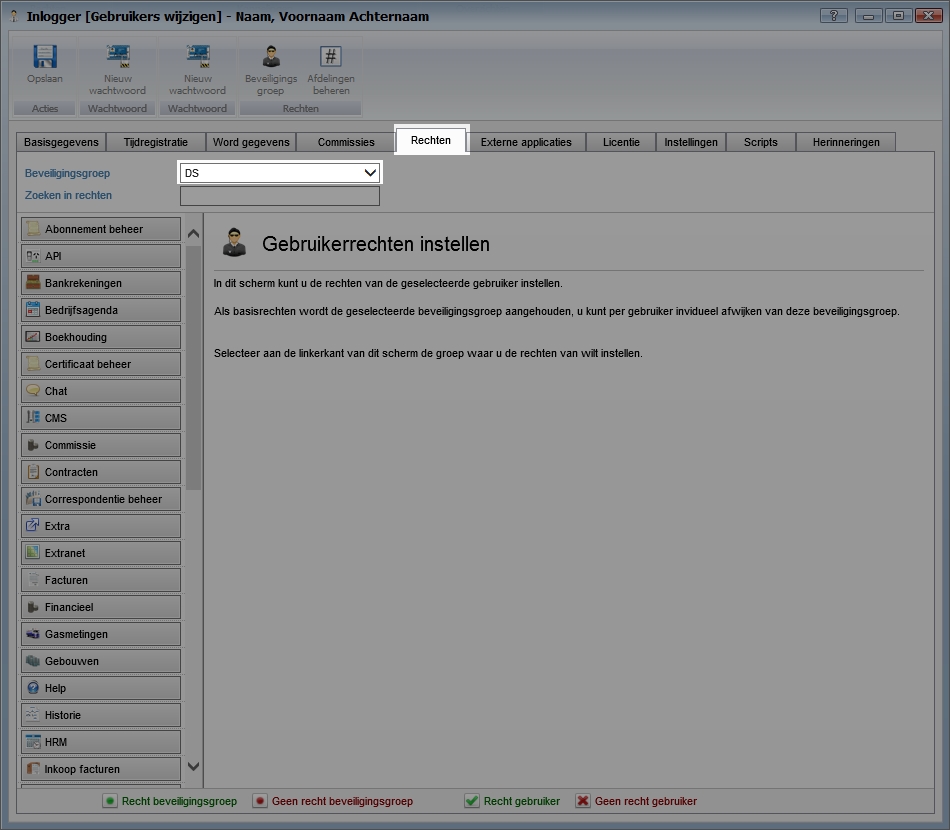 Inlogger [Gebruikers wijzigen] - Naam, Voornaam Achternaam
?
Opslaan
Nieuw wachtwoord
Nieuw wachtwoord
Beveiligings groep
#
Afdelingen beheren
Acties Wachtwoord Wachtwoord Rechten
Basisgegevens Tijdregistratie Word gegevens Commissies Rechten Externe applicaties Licentie Instellingen Scripts Herinneringen
Beveiligingsgroep DS
Zoeken in rechten
Abonnement beheer
API
Bankrekeningen
Bedrijfsagenda
Boekhouding
Certificaat beheer
Chat
CMS
Commissie
Contracten
Correspondentie beheer
Extra
Extranet
Facturen
Financieel
Gasmetingen
Gebouwen
Help
Historie
HRM
Inkoop facturen
Gebruikerrechten instellen
In dit scherm kunt u de rechten van de geselecteerde gebruiker instellen.
Als basisrechten wordt de geselecteerde beveiligingsgroep aangehouden, u kunt per gebruiker invidueel afwijken van deze beveiligingsgroep.
Selecteer aan de linkerkant van dit scherm de groep waar u de rechten van wilt instellen.
Recht beveiligingsgroep Geen recht beveiligingsgroep Recht gebruiker Geen recht gebruiker